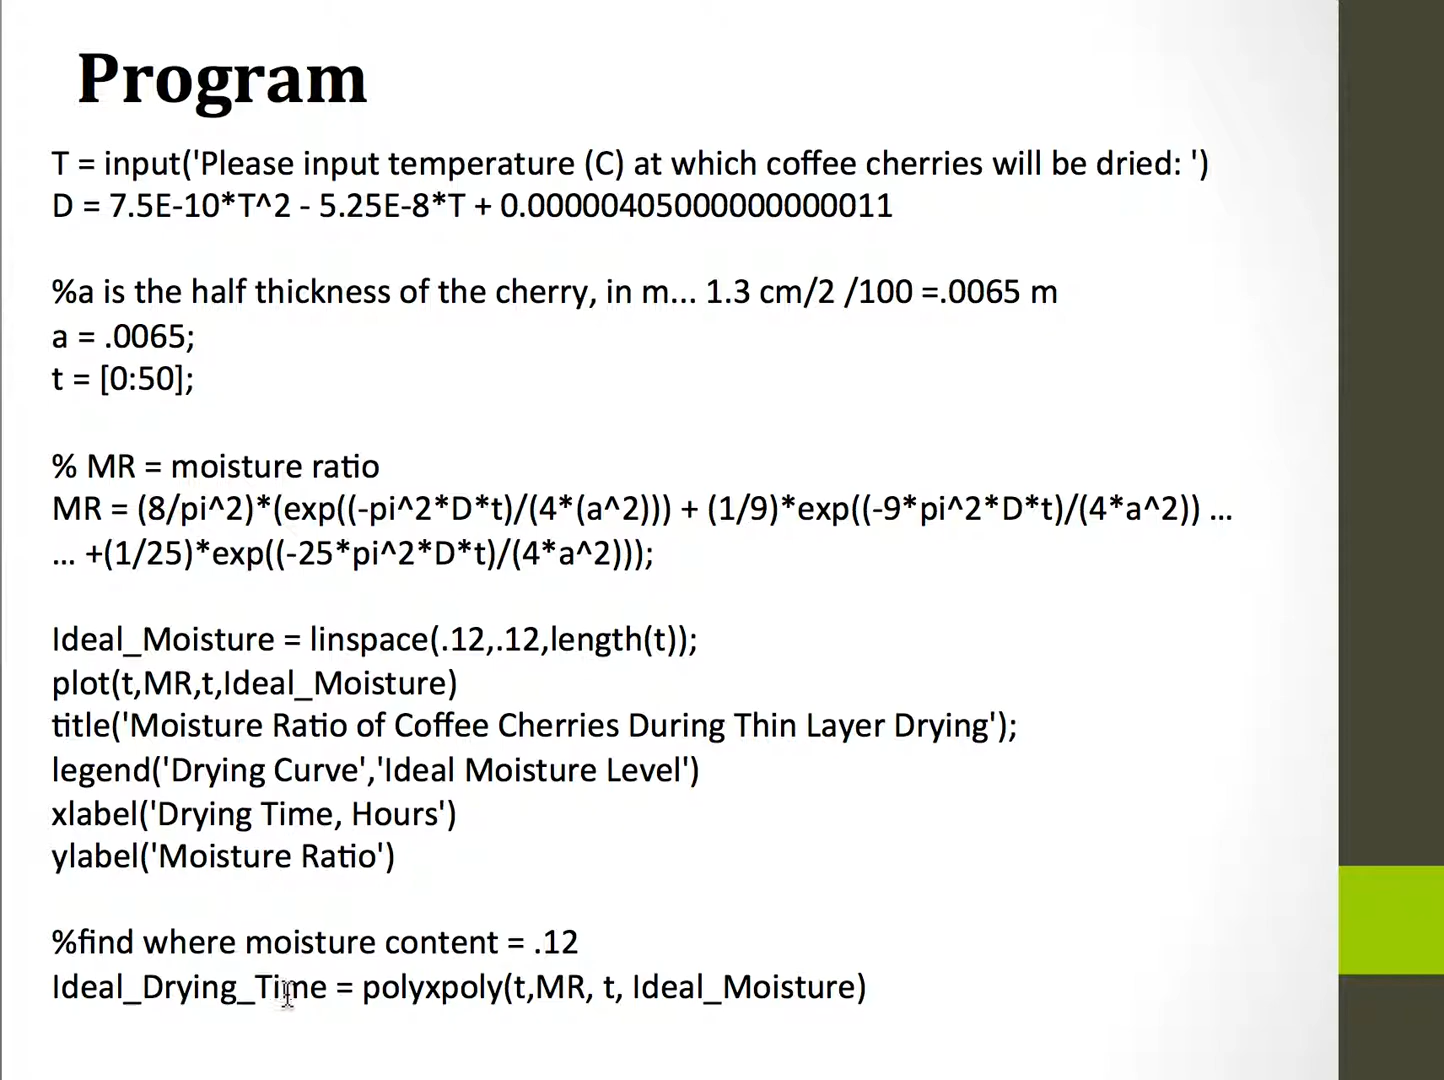 Program
T = input('Please input temperature (C) at which coffee cherries will be dried: ')
D = 7.5E-10*T^2 - 5.25E-8*T + 0.00000405000000000011
%a is the half thickness of the cherry, in m... 1.3 cm/2 /100 =.0065 m
a = .0065;
t = [0:50];
% MR = moisture ratio
MR = (8/pi^2)*(exp((-pi^2*D*t)/(4*(a^2))) + (1/9)*exp((-9*pi^2*D*t)/(4*a^2)) ...
... +(1/25)*exp((-25*pi^2*D*t)/(4*a^2)));
Ideal_Moisture = linspace(.12,.12,length(t));
plot(t,MR,t,Ideal_Moisture)
title('Moisture Ratio of Coffee Cherries During Thin Layer Drying');
legend('Drying Curve','Ideal Moisture Level')
xlabel('Drying Time, Hours')
ylabel('Moisture Ratio')
%find where moisture content = .12
Ideal_Drying_Time = polyxpoly(t,MR, t, Ideal_Moisture)